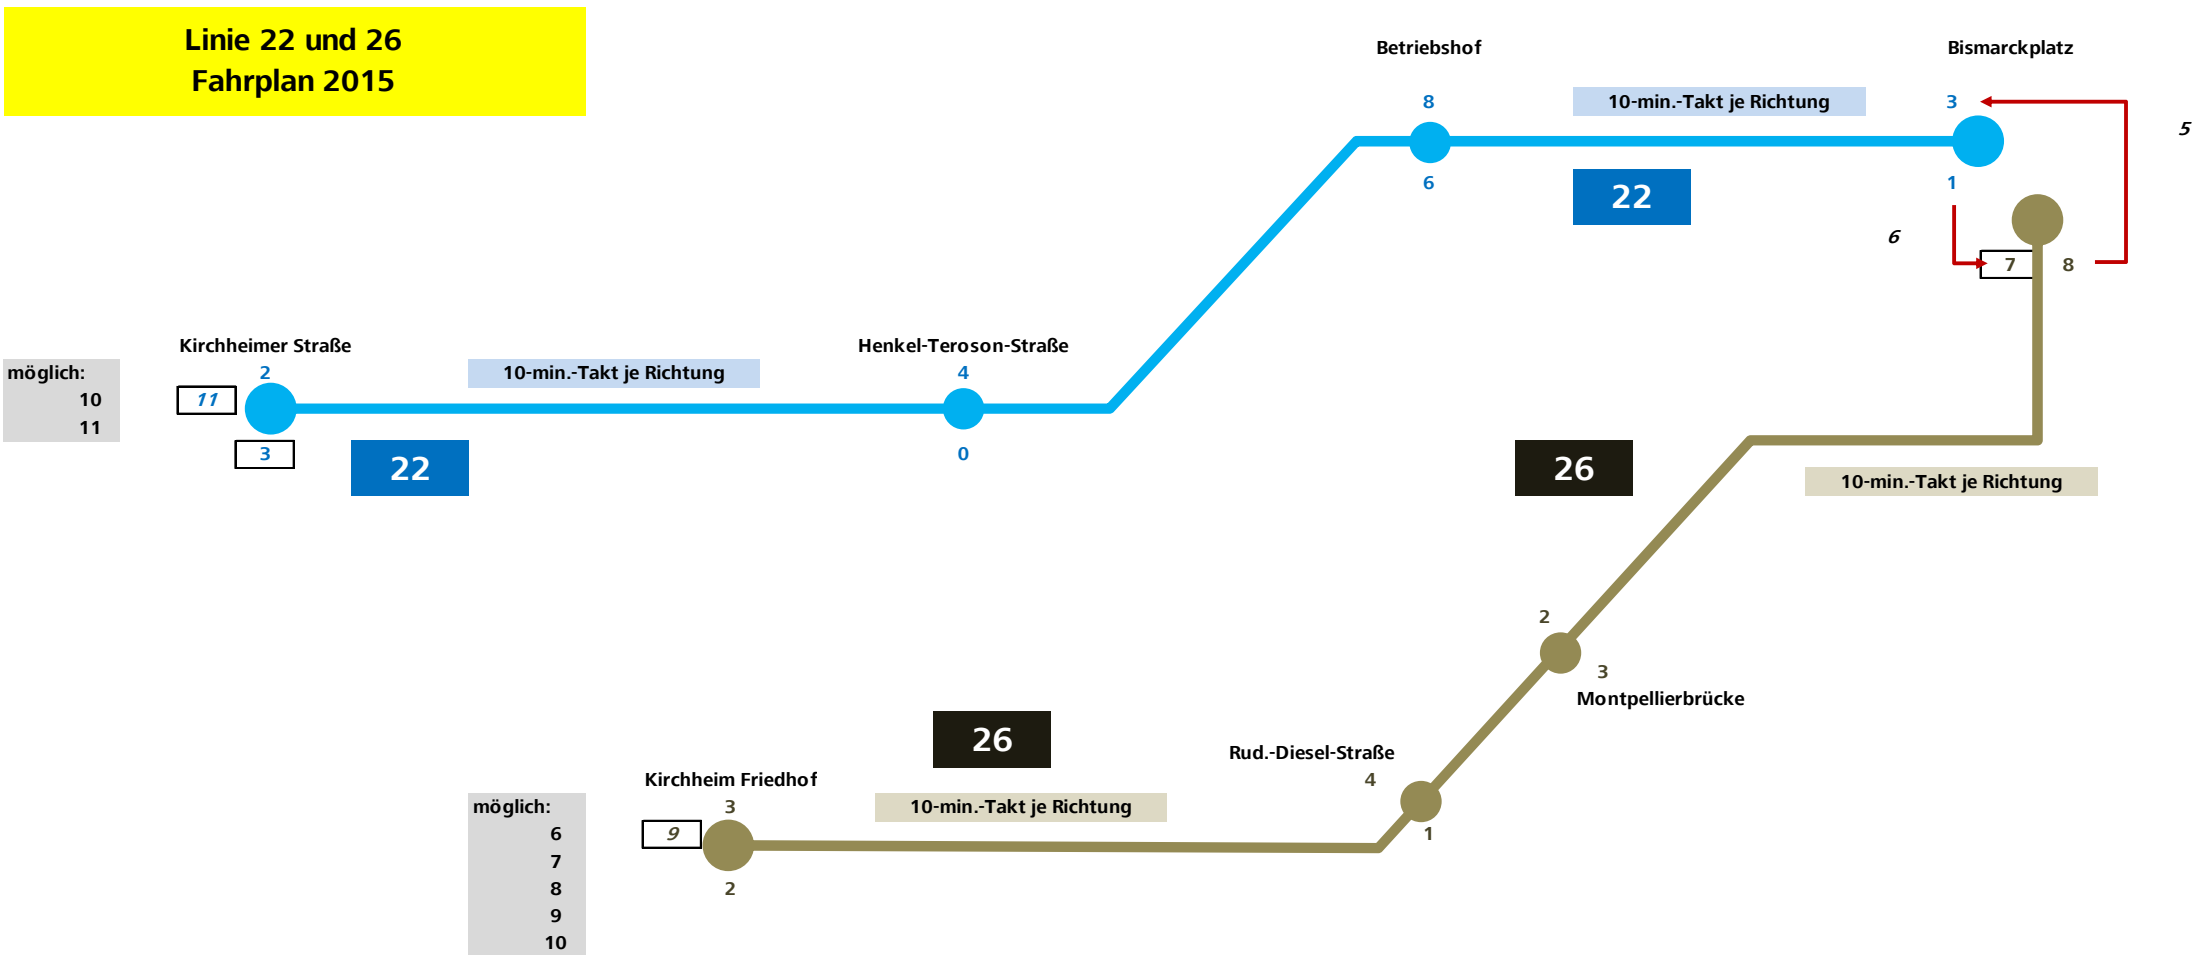 Linie 22 und 26
Fahrplan 2015
Betriebshof
Bismarckplatz
8
10-min.-Takt je Richtung
3
5
6
22
1
6
7
8
Kirchheimer Straße
Henkel-Teroson-Straße
möglich:
10
11
2
11
3
10-min.-Takt je Richtung
22
4
0
26
10-min.-Takt je Richtung
2
3
Montpellierbrücke
26
Rud.-Diesel-Straße
4
1
Kirchheim Friedhof
3
10-min.-Takt je Richtung
möglich:
6
7
8
9
10
9
2